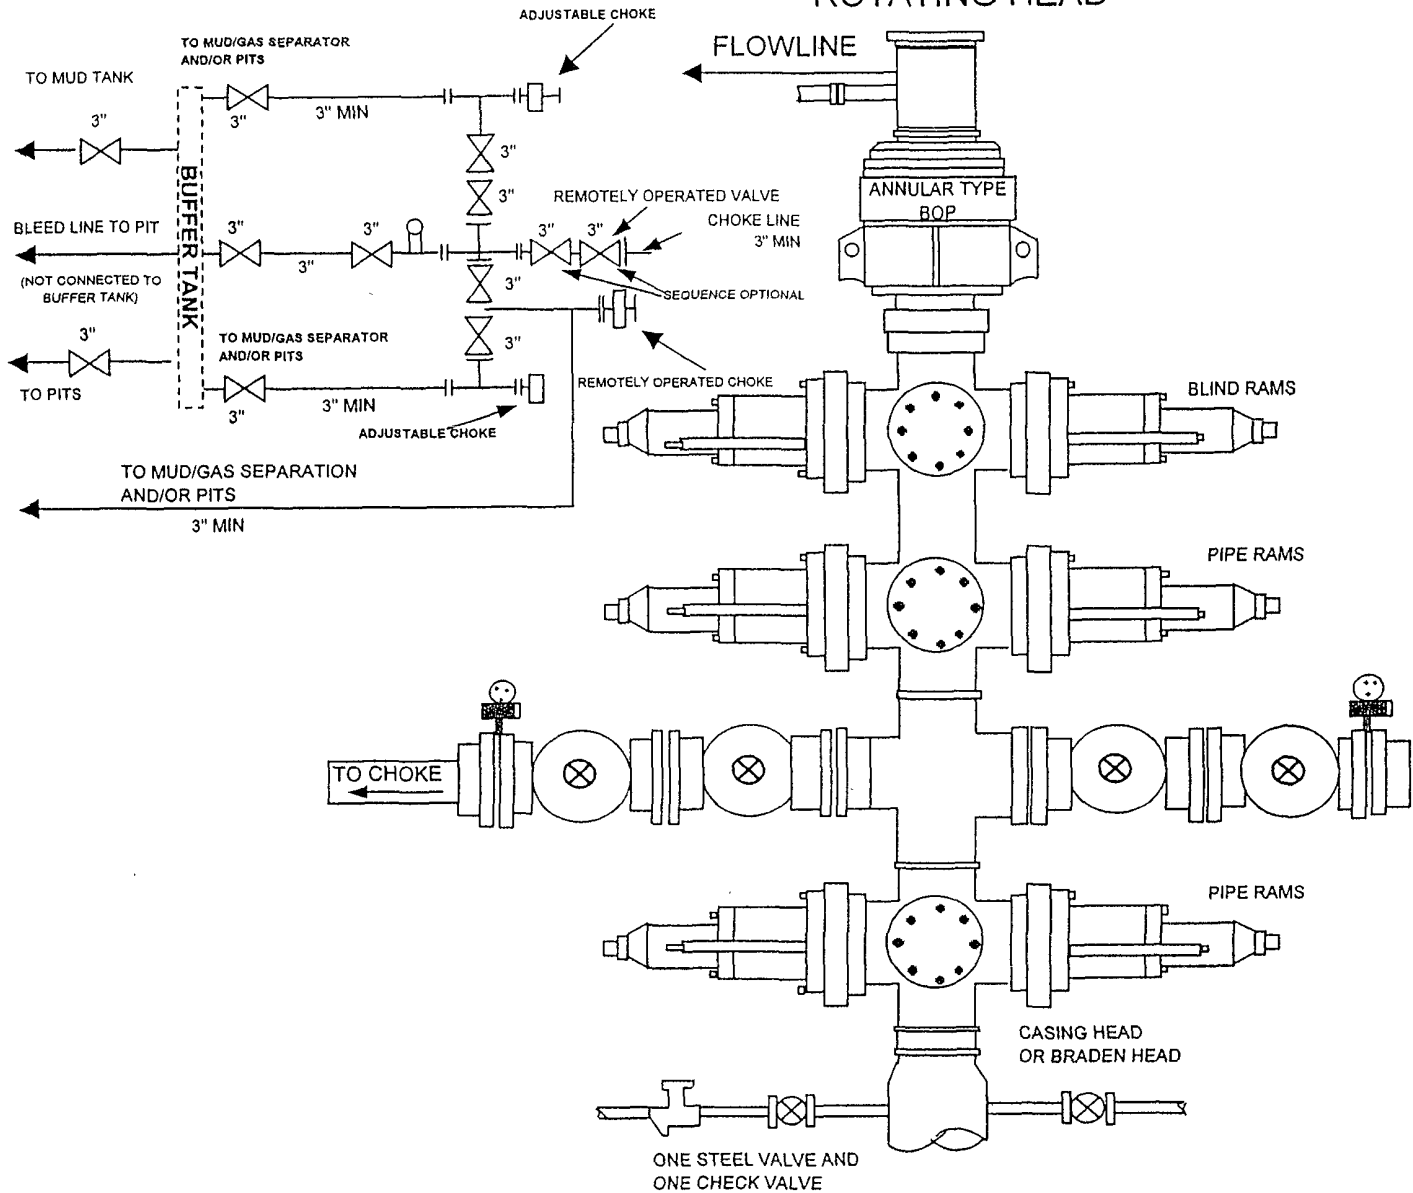 ROTATING HEAD
ADJUSTABLE CHOKE
TO MUD/GAS SEPARATOR
AND/OR PITS
FLOWLINE
TO MUD TANK
3"
3"
3" MIN
3"
3"
BUFFER TANK
ANNULAR TYPE
BOP
REMOTELY OPERATED VALVE
CHOKE LINE
3" MIN
BLEED LINE TO PIT
3"
3"
3"
3"
3"
(NOT CONNECTED TO
BUFFER TANK)
3"
SEQUENCE OPTIONAL
3"
TO MUD/GAS SEPARATOR
AND/OR PITS
3"
REMOTELY OPERATED CHOKE
TO PITS
3"
3" MIN
ADJUSTABLE CHOKE
BLIND RAMS
TO MUD/GAS SEPARATION
AND/OR PITS
3" MIN
PIPE RAMS
TO CHOKE
PIPE RAMS
CASING HEAD
OR BRADEN HEAD
ONE STEEL VALVE AND
ONE CHECK VALVE